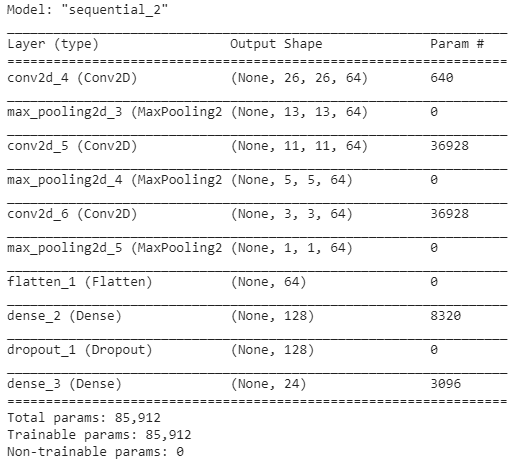 Model: "sequential_2"
_________________________________________________________________
Layer (type)                 Output Shape              Param #
=================================================================
conv2d_4 (Conv2D)            (None, 26, 26, 64)        640
_________________________________________________________________
max_pooling2d_3 (MaxPooling2 (None, 13, 13, 64)        0
_________________________________________________________________
conv2d_5 (Conv2D)            (None, 11, 11, 64)        36928
_________________________________________________________________
max_pooling2d_4 (MaxPooling2 (None, 5, 5, 64)          0
_________________________________________________________________
conv2d_6 (Conv2D)            (None, 3, 3, 64)          36928
_________________________________________________________________
max_pooling2d_5 (MaxPooling2 (None, 1, 1, 64)          0
_________________________________________________________________
flatten_1 (Flatten)          (None, 64)                0
_________________________________________________________________
dense_2 (Dense)              (None, 128)               8320
_________________________________________________________________
dropout_1 (Dropout)          (None, 128)               0
_________________________________________________________________
dense_3 (Dense)              (None, 24)                3096
=================================================================
Total params: 85,912
Trainable params: 85,912
Non-trainable params: 0